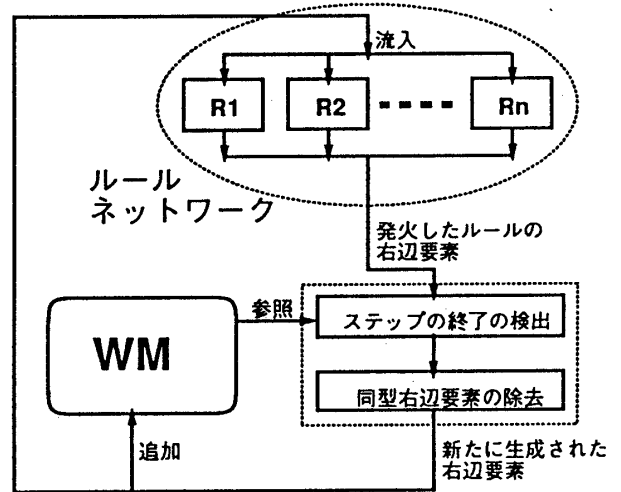 流入
R1 R2 Rn
ルール
ネットワーク
発火したルールの
右辺要素
参照
ステップの終了の検出
WM
同型右辺要素の除去
追加
新たに生成された
右辺要素